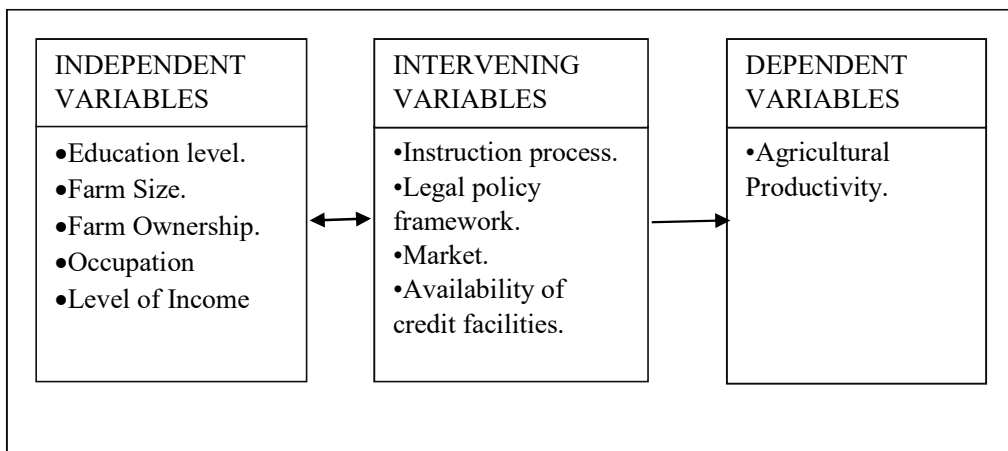 INDEPENDENT
VARIABLES
•Education level.
•Farm Size.
•Farm Ownership.
•Occupation
•Level of Income
INTERVENING
VARIABLES
•Instruction process.
•Legal policy
framework.
•Market.
•Availability of
credit facilities.
DEPENDENT
VARIABLES
•Agricultural
Productivity.